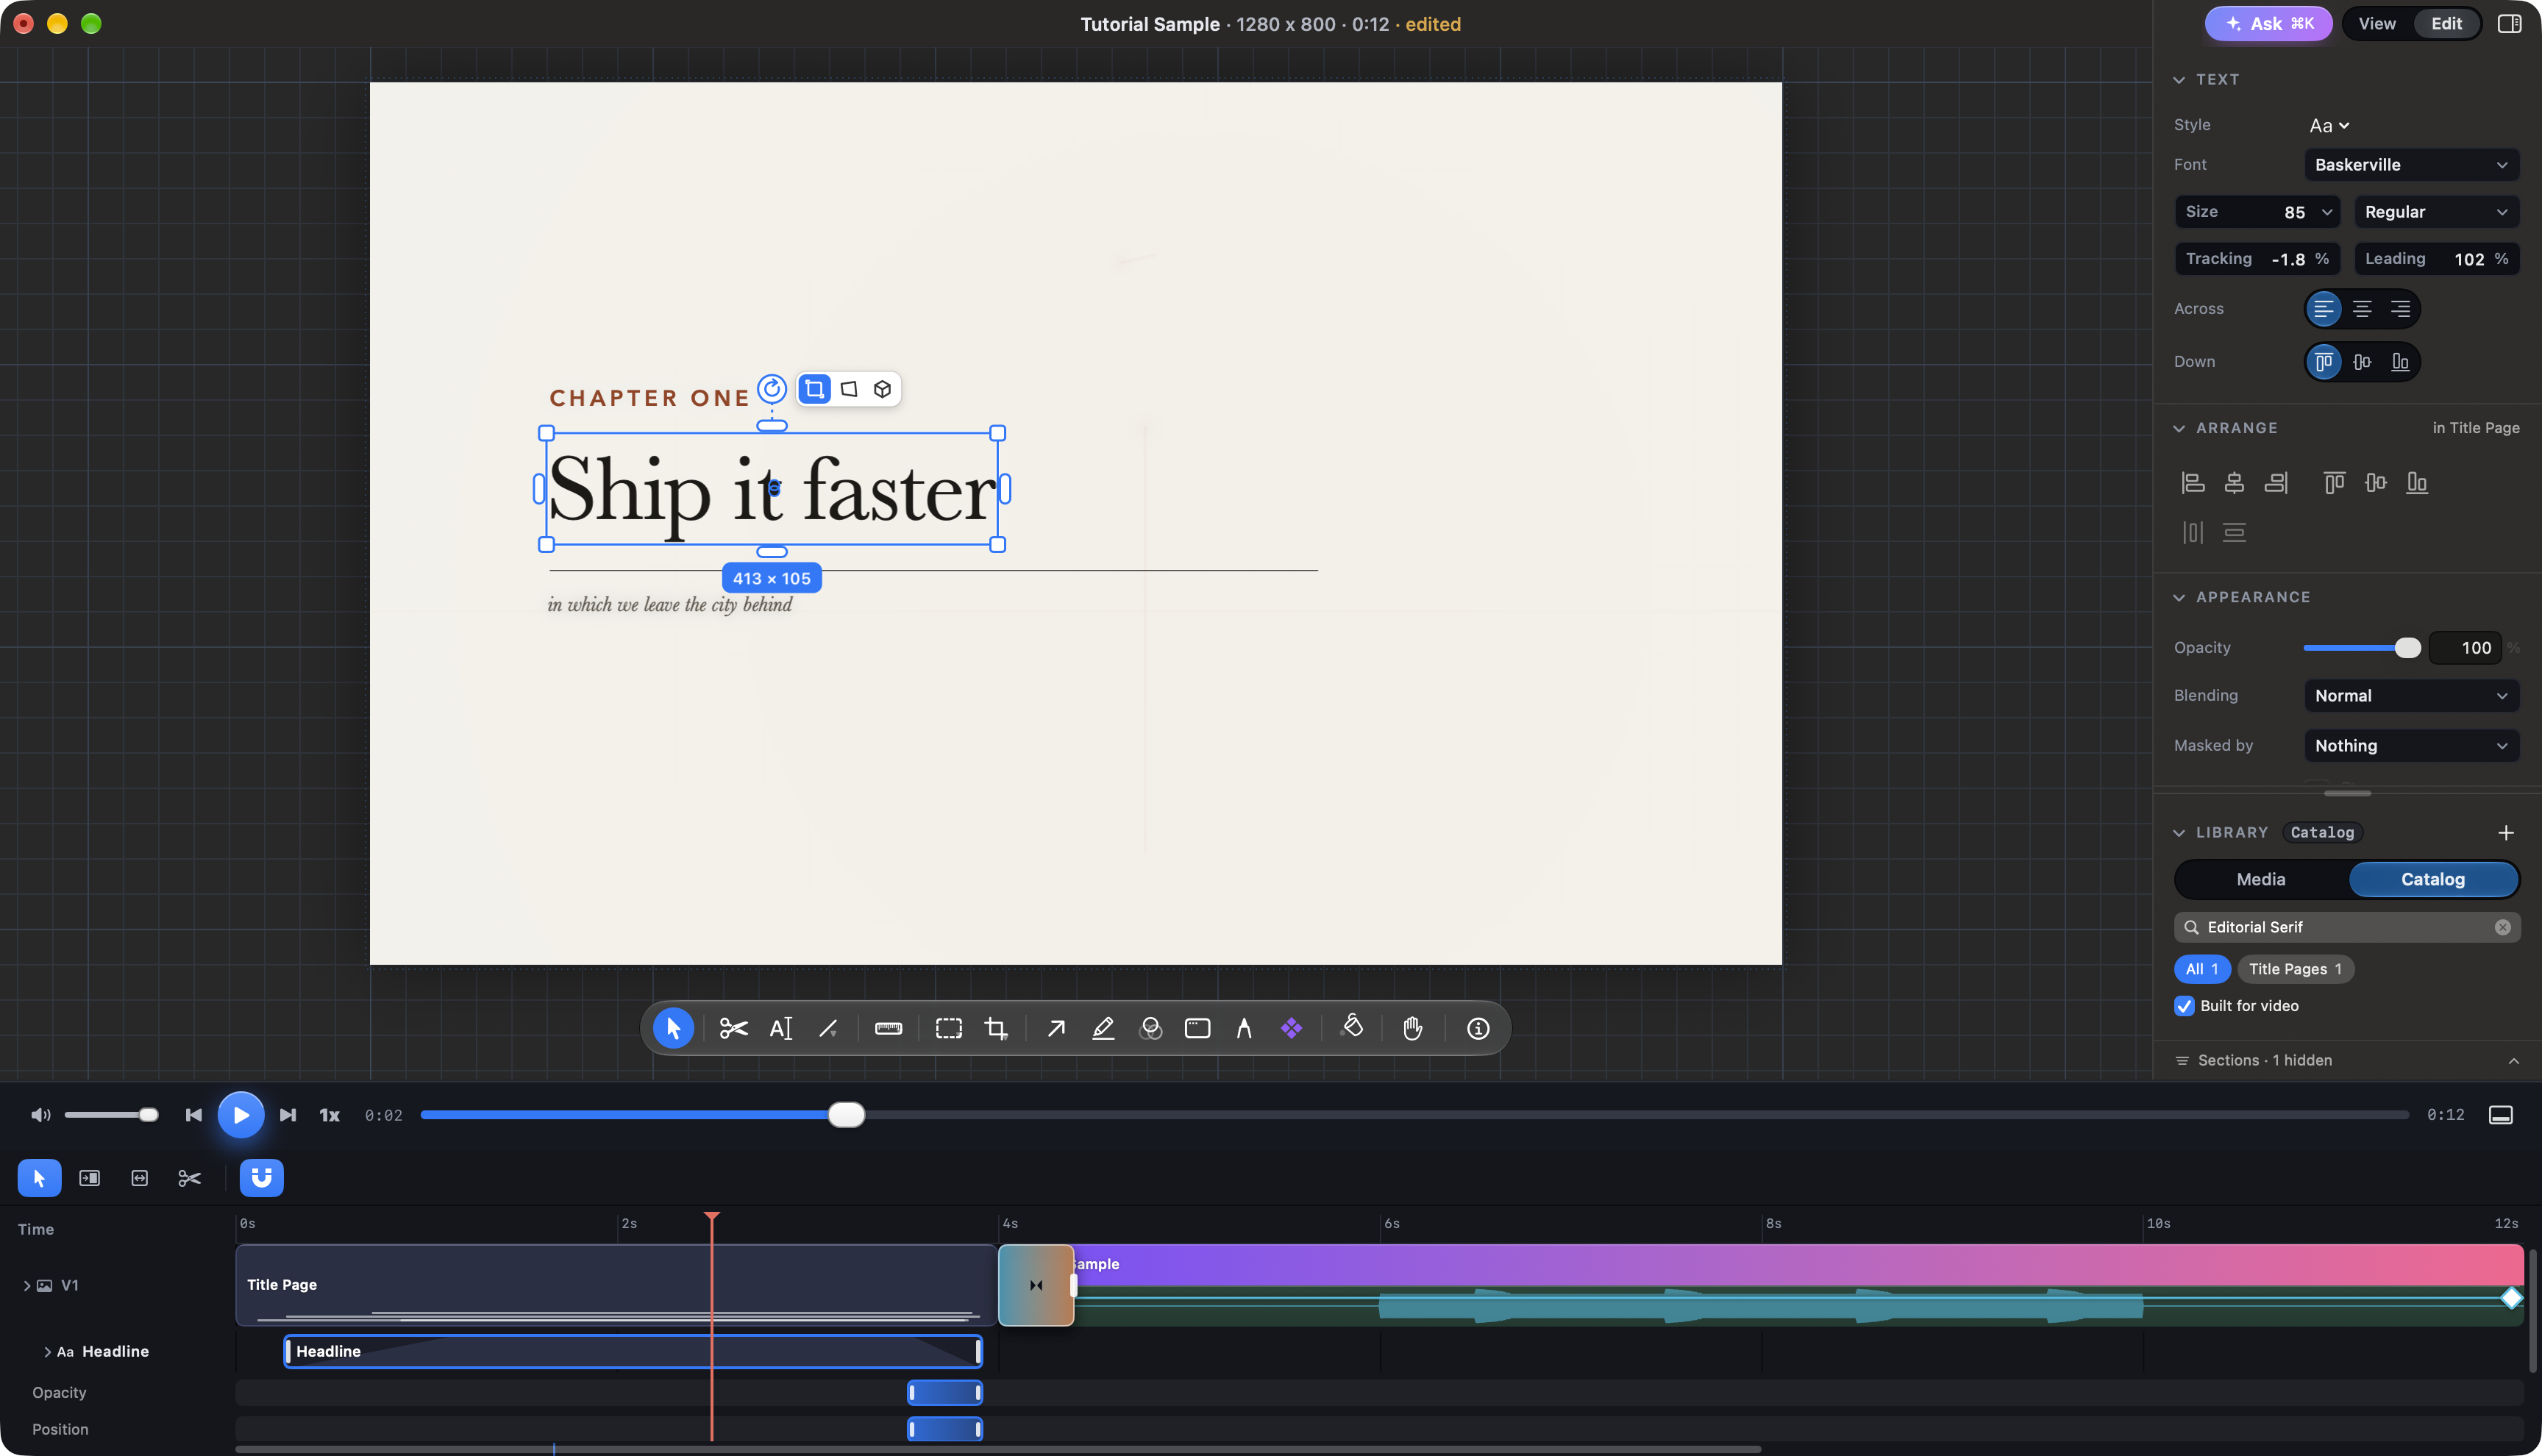 Tutorial Sample · 1280 x 800 · 0:12 · edited
Ask ⌘K
View
Edit
TEXT
Style
Aa
Font
Baskerville
Size 85
Regular
Tracking -1.8 %
Leading 102 %
Across
Down
ARRANGE
in Title Page
APPEARANCE
Opacity
100 %
Blending
Normal
Masked by
Nothing
LIBRARY
Catalog
Media
Catalog
Editorial Serif
All 1
Title Pages 1
Built for video
Sections · 1 hidden
CHAPTER ONE
Ship it faster
413 × 105
in which we leave the city behind
AI
1x
0:02
0:12
Time
0s
2s
4s
6s
8s
10s
12s
V1
Title Page
Sample
Aa Headline
Headline
Opacity
Position